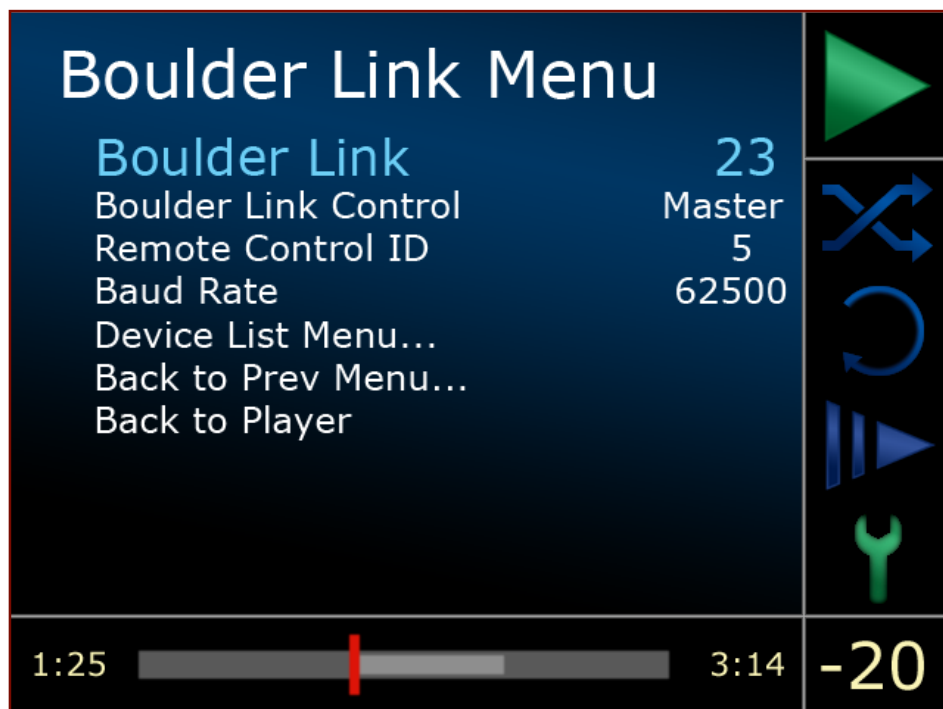 Boulder Link Menu
Boulder Link 23
Boulder Link Control Master
Remote Control ID 5
Baud Rate 62500
Device List Menu...
Back to Prev Menu...
Back to Player
1:25 3:14 -20